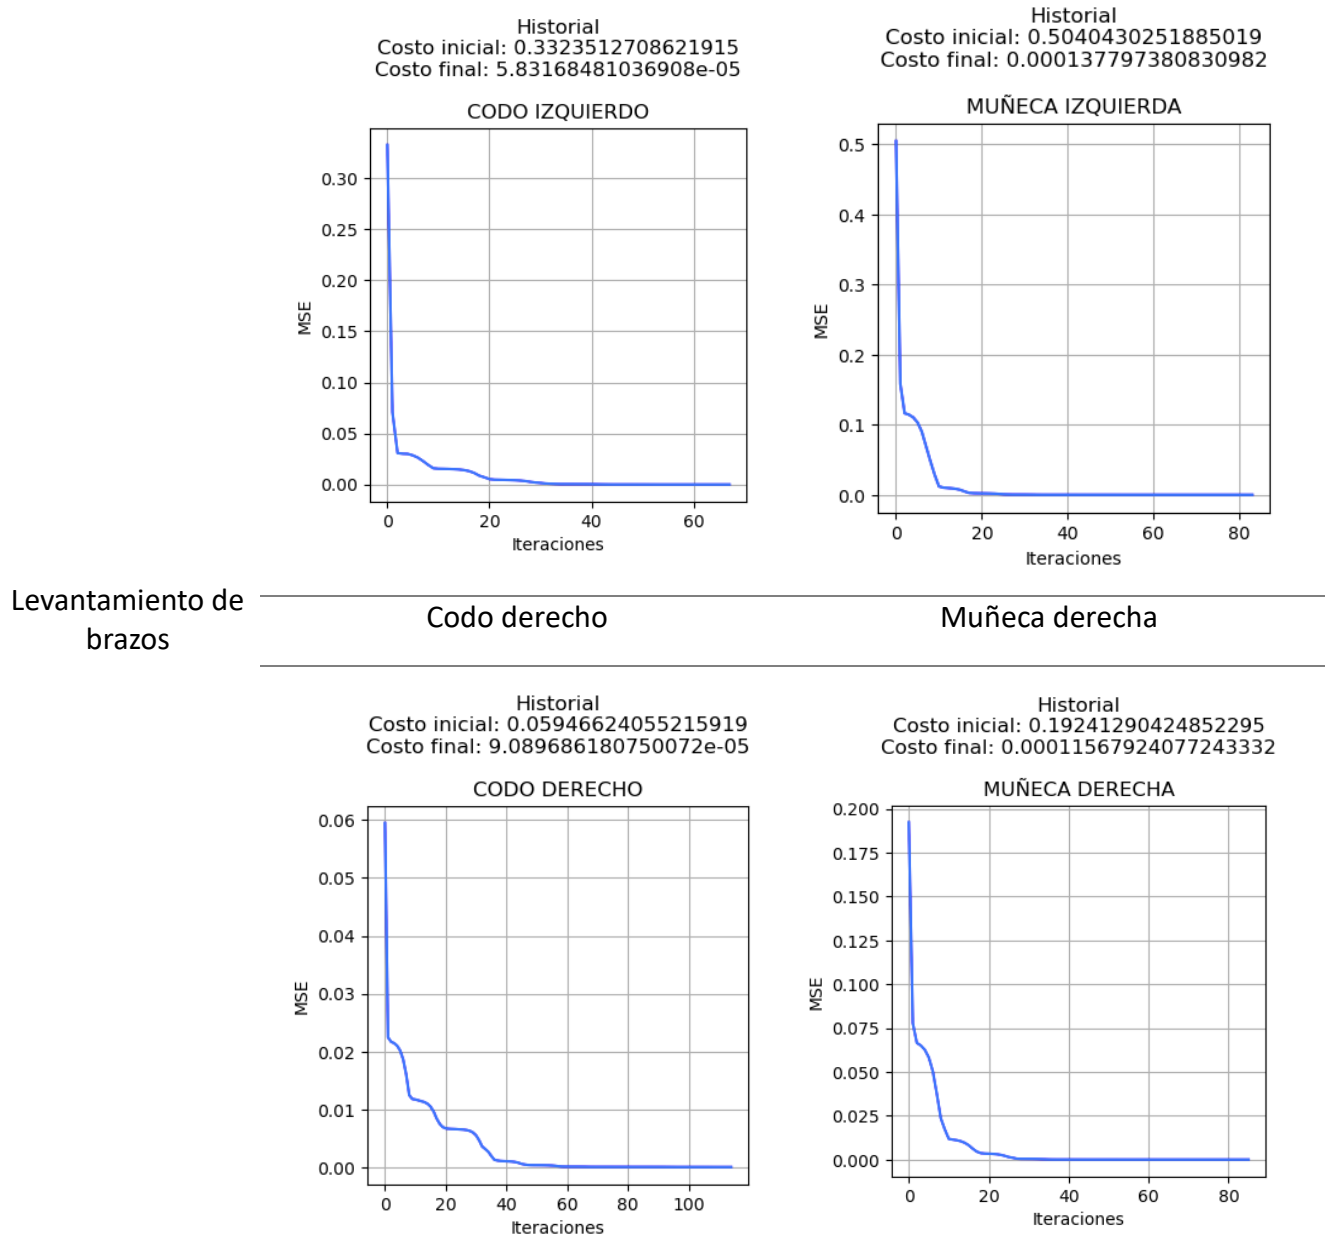 Historial
Costo inicial: 0.3323512708621915
Costo final: 5.83168481036908e-05
CODO IZQUIERDO
0.30
0.25
0.20
0.15
0.10
0.05
0.00
MSE
0 20 40 60
Iteraciones
Historial
Costo inicial: 0.5040430251885019
Costo final: 0.000137797380830982
MUÑECA IZQUIERDA
0.5
0.4
0.3
0.2
0.1
0.0
MSE
0 20 40 60 80
Iteraciones
Levantamiento de
brazos
Codo derecho
Muñeca derecha
Historial
Costo inicial: 0.05946624055215919
Costo final: 9.089686180750072e-05
CODO DERECHO
0.06
0.05
0.04
0.03
0.02
0.01
0.00
MSE
0 20 40 60 80 100
Iteraciones
Historial
Costo inicial: 0.19241290424852295
Costo final: 0.00011567924077243332
MUÑECA DERECHA
0.200
0.175
0.150
0.125
0.100
0.075
0.050
0.025
0.000
MSE
0 20 40 60 80
Iteraciones